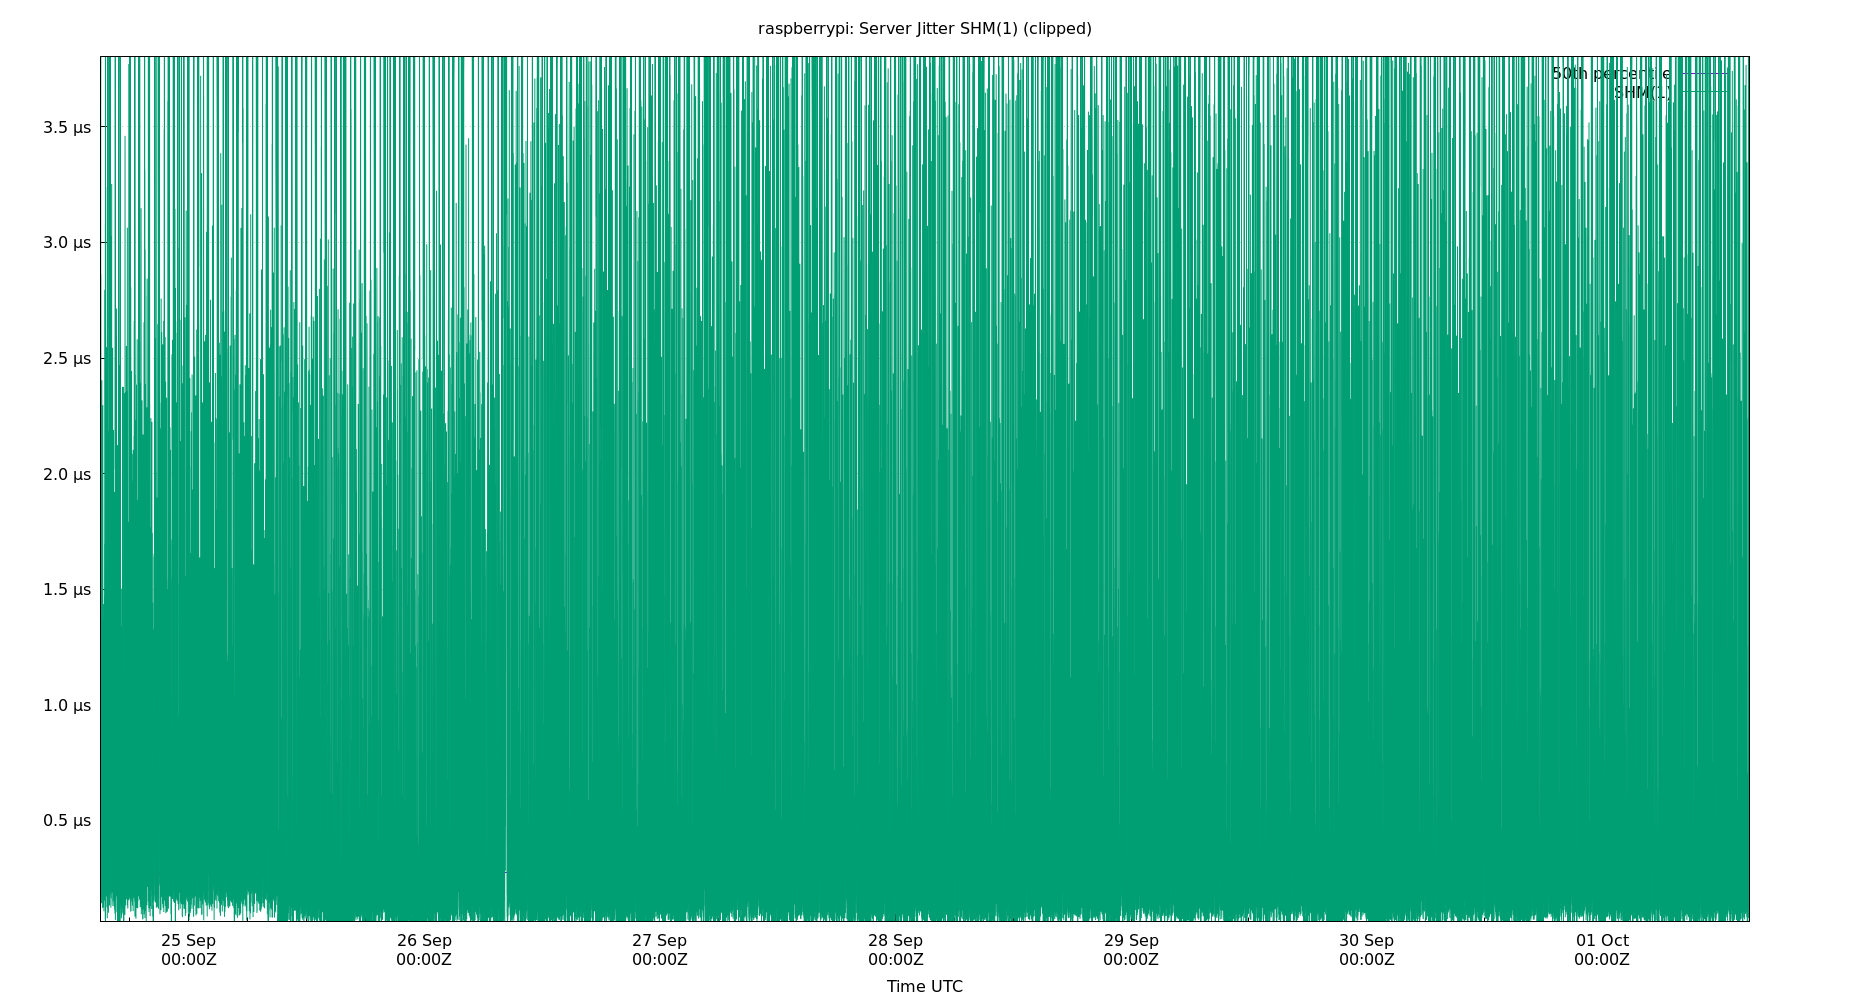 raspberrypi: Server Jitter SHM(1) (clipped)
50th percentile
SHM(1)
3.5 µs
3.0 µs
2.5 µs
2.0 µs
1.5 µs
1.0 µs
0.5 µs
25 Sep
00:00Z
26 Sep
00:00Z
27 Sep
00:00Z
28 Sep
00:00Z
29 Sep
00:00Z
30 Sep
00:00Z
01 Oct
00:00Z
Time UTC